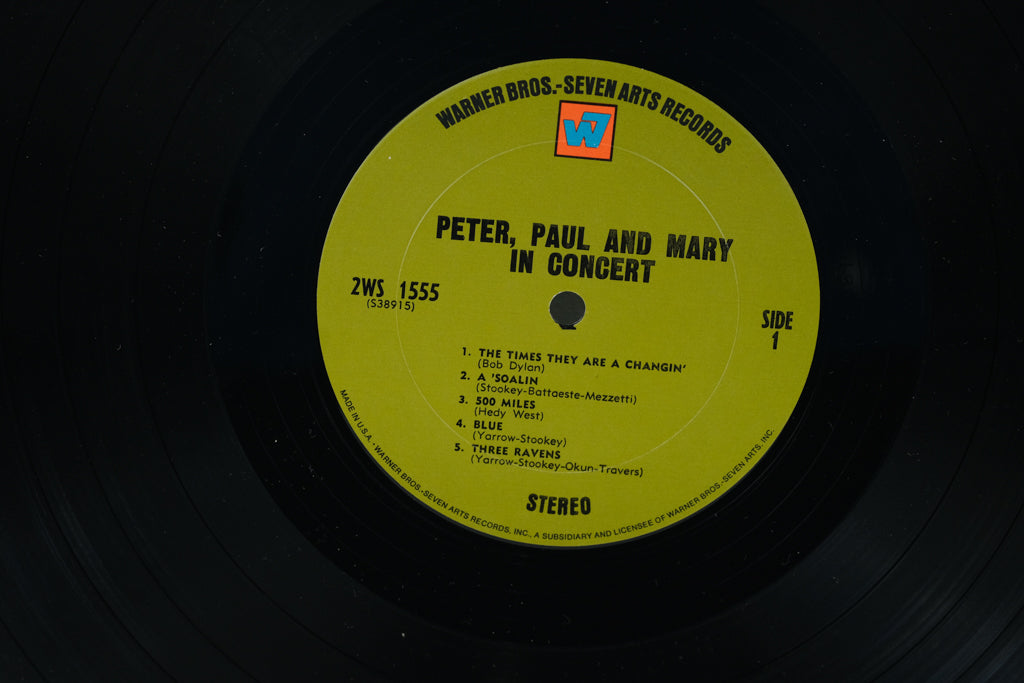 WARNER BROS.-SEVEN ARTS RECORDS
W7
PETER, PAUL AND MARY
IN CONCERT
2WS 1555
(S38915)
SIDE
1
1. THE TIMES THEY ARE A CHANGIN'
(Bob Dylan)
2. A 'SOALIN
(Stookey-Battaeste-Mezzetti)
3. 500 MILES
(Hedy West)
4. BLUE
(Yarrow-Stookey)
5. THREE RAVENS
(Yarrow-Stookey-Okun-Travers)
STEREO
MADE IN U.S.A. • WARNER BROS.-SEVEN ARTS RECORDS, INC., A SUBSIDIARY AND LICENSEE OF WARNER BROS.-SEVEN ARTS, INC.